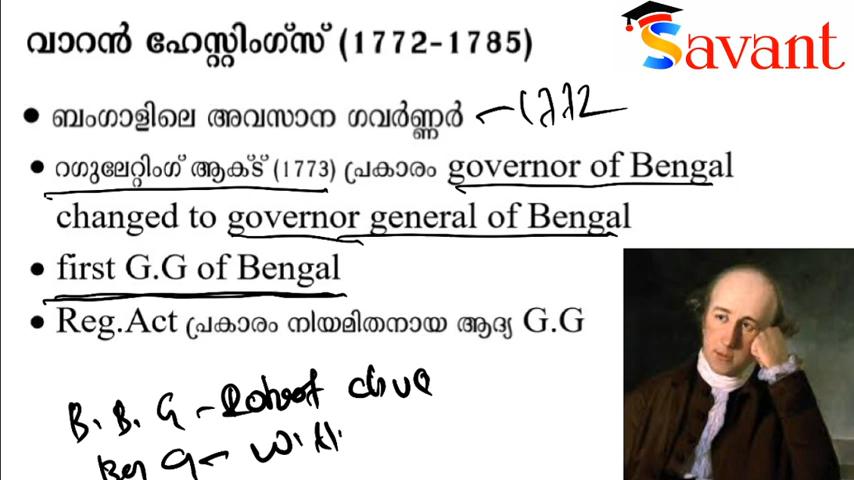 വാറൻ ഹേസ്റ്റിംഗ്സ് (1772-1785)
Savant
• ബംഗാളിലെ അവസാന ഗവർണ്ണർ - 1772
• റഗുലേറ്റിംഗ് ആക്ട് (1773) പ്രകാരം governor of Bengal
changed to governor general of Bengal
• first G.G of Bengal
• Reg.Act പ്രകാരം നിയമിതനായ ആദ്യ G.G
B. B. G - Robert clive
G - W. H